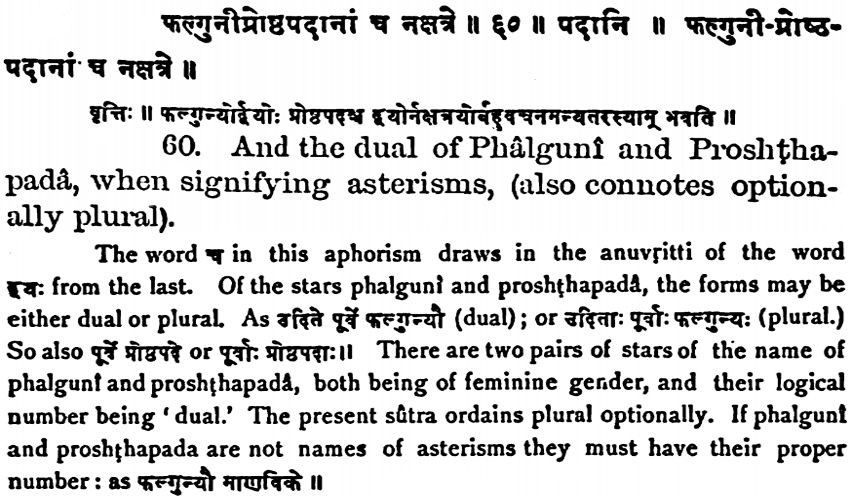 फल्गुनीप्रोष्ठपदानां च नक्षत्रे ॥ ६० ॥ पदानि ॥ फल्गुनी-प्रोष्ठ-
पदानां च नक्षत्रे ॥
वृत्तिः ॥ फल्गुन्योर्द्वयोः प्रोष्ठपदयोश्च द्वयोर्नक्षत्रयोर्बहुवचनमन्यतरस्याम् भवति ॥
60. And the dual of Phâlgunî and Proshṭha-
padâ, when signifying asterisms, (also connotes option-
ally plural).
The word च in this aphorism draws in the anuvṛitti of the word
द्वयः from the last. Of the stars phalgunî and proshṭhapadâ, the forms may be
either dual or plural. As उदिते पूर्वे फल्गुन्यौ (dual) ; or उदिताः पूर्वाः फल्गुन्यः (plural.)
So also पूर्वे प्रोष्ठपदे or पूर्वाः प्रोष्ठपदाः॥ There are two pairs of stars of the name of
phalgunî and proshṭhapadâ, both being of feminine gender, and their logical
number being ‘ dual.’ The present sûtra ordains plural optionally. If phalgunî
and proshṭhapada are not names of asterisms they must have their proper
number : as फल्गुन्यौ माणविके ॥